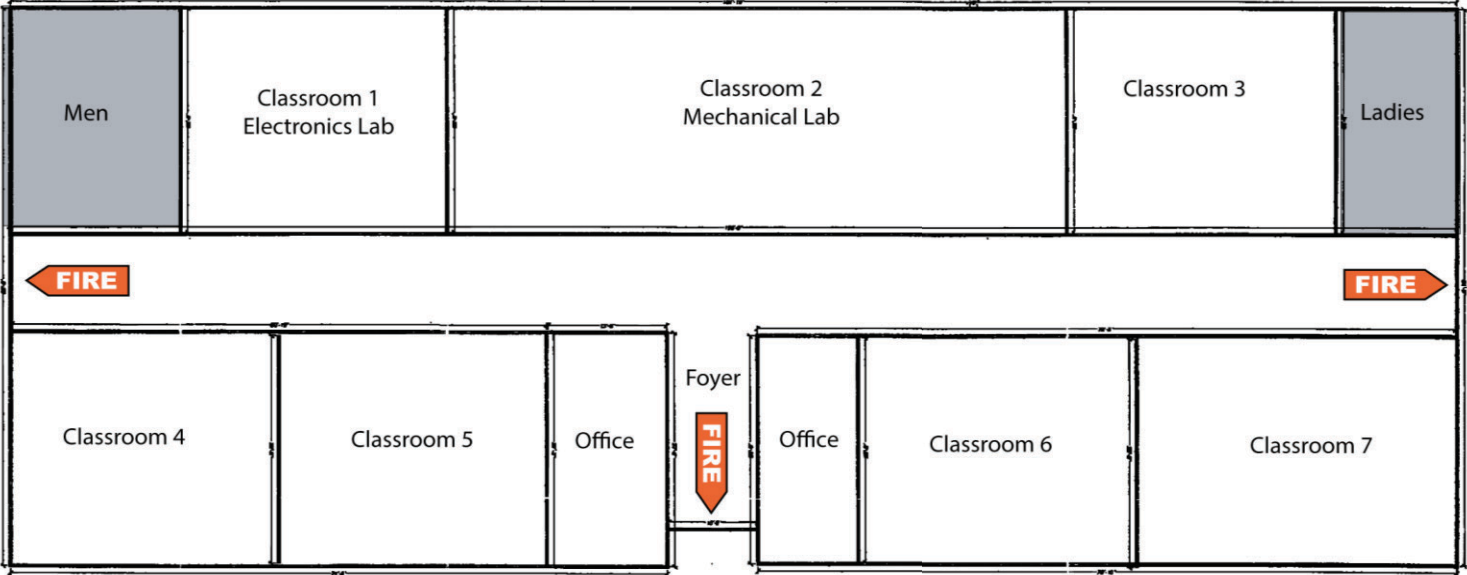 Men
Classroom 1
Electronics Lab
Classroom 2
Mechanical Lab
Classroom 3
Ladies
FIRE
FIRE
Classroom 4
Classroom 5
Office
Foyer
FIRE
Office
Classroom 6
Classroom 7